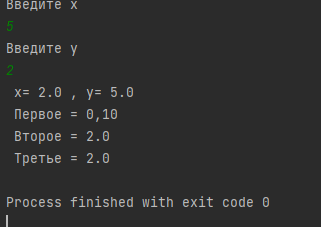 Введите x
5
Введите y
2
x= 2.0 , y= 5.0
Первое = 0,10
Второе = 2.0
Третье = 2.0
Process finished with exit code 0